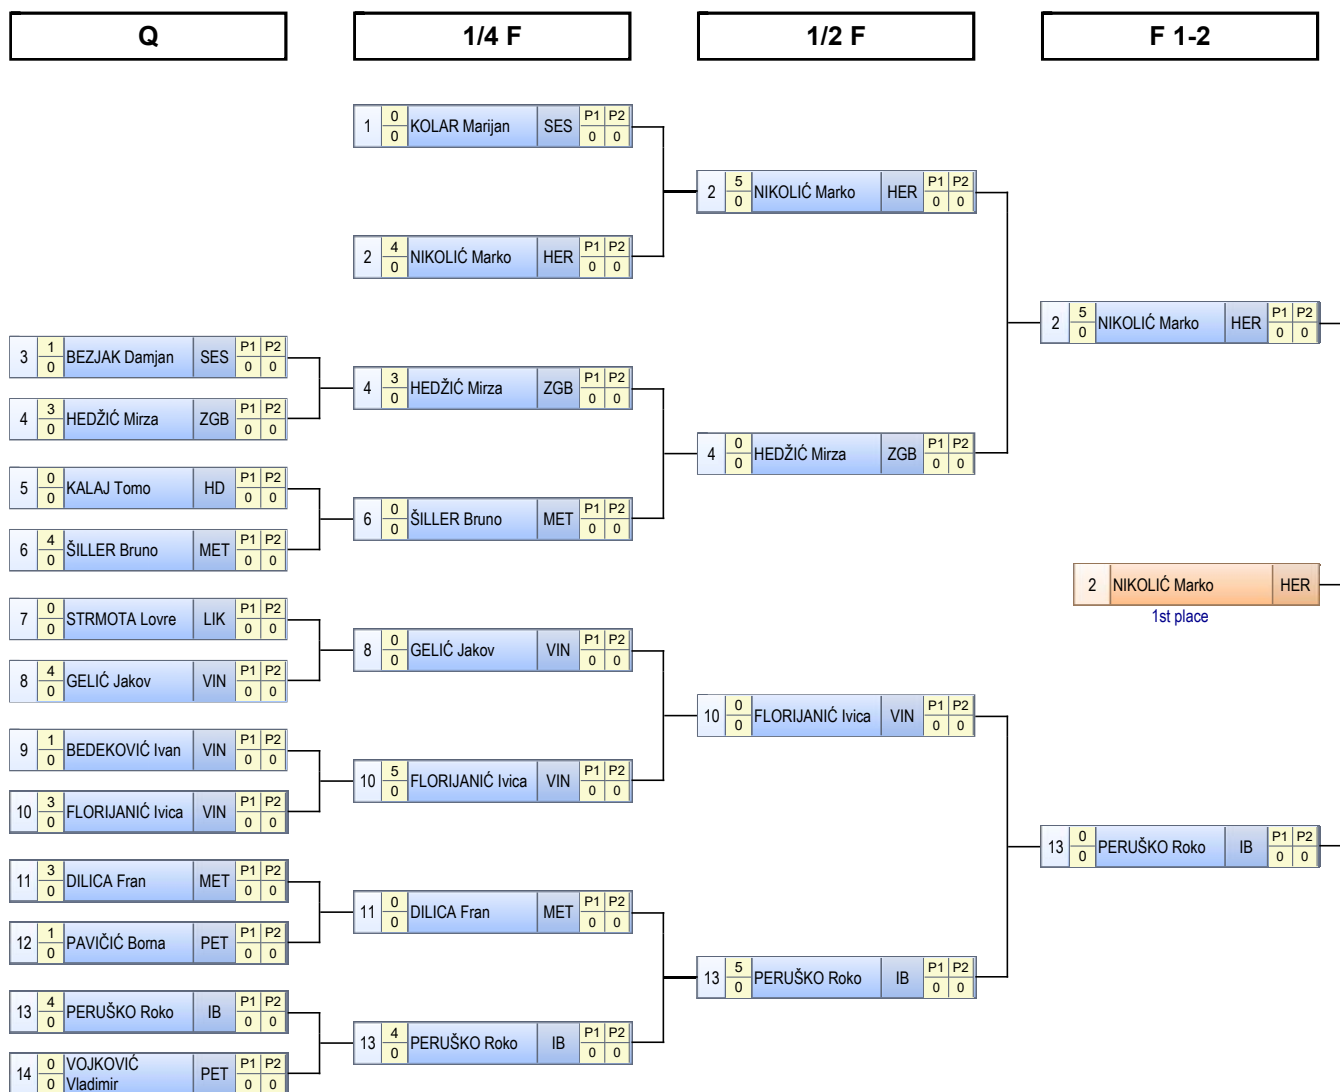 Q 1/4 F 1/2 F F 1-2
1 0 0 KOLAR Marijan SES P1 P2 0 0
2 4 0 NIKOLIĆ Marko HER P1 P2 0 0
2 5 0 NIKOLIĆ Marko HER P1 P2 0 0
3 1 0 BEZJAK Damjan SES P1 P2 0 0
4 3 0 HEDŽIĆ Mirza ZGB P1 P2 0 0
4 3 0 HEDŽIĆ Mirza ZGB P1 P2 0 0
5 0 0 KALAJ Tomo HD P1 P2 0 0
6 4 0 ŠILLER Bruno MET P1 P2 0 0
6 0 0 ŠILLER Bruno MET P1 P2 0 0
4 0 0 HEDŽIĆ Mirza ZGB P1 P2 0 0
2 5 0 NIKOLIĆ Marko HER P1 P2 0 0
2 NIKOLIĆ Marko HER
1st place
7 0 0 STRMOTA Lovre LIK P1 P2 0 0
8 4 0 GELIĆ Jakov VIN P1 P2 0 0
8 0 0 GELIĆ Jakov VIN P1 P2 0 0
9 1 0 BEDEKOVIĆ Ivan VIN P1 P2 0 0
10 3 0 FLORIJANIĆ Ivica VIN P1 P2 0 0
10 5 0 FLORIJANIĆ Ivica VIN P1 P2 0 0
10 0 0 FLORIJANIĆ Ivica VIN P1 P2 0 0
11 3 0 DILICA Fran MET P1 P2 0 0
12 1 0 PAVIČIĆ Borna PET P1 P2 0 0
11 0 0 DILICA Fran MET P1 P2 0 0
13 4 0 PERUŠKO Roko IB P1 P2 0 0
14 0 0 VOJKOVIĆ
Vladimir PET P1 P2 0 0
13 4 0 PERUŠKO Roko IB P1 P2 0 0
13 5 0 PERUŠKO Roko IB P1 P2 0 0
13 0 0 PERUŠKO Roko IB P1 P2 0 0